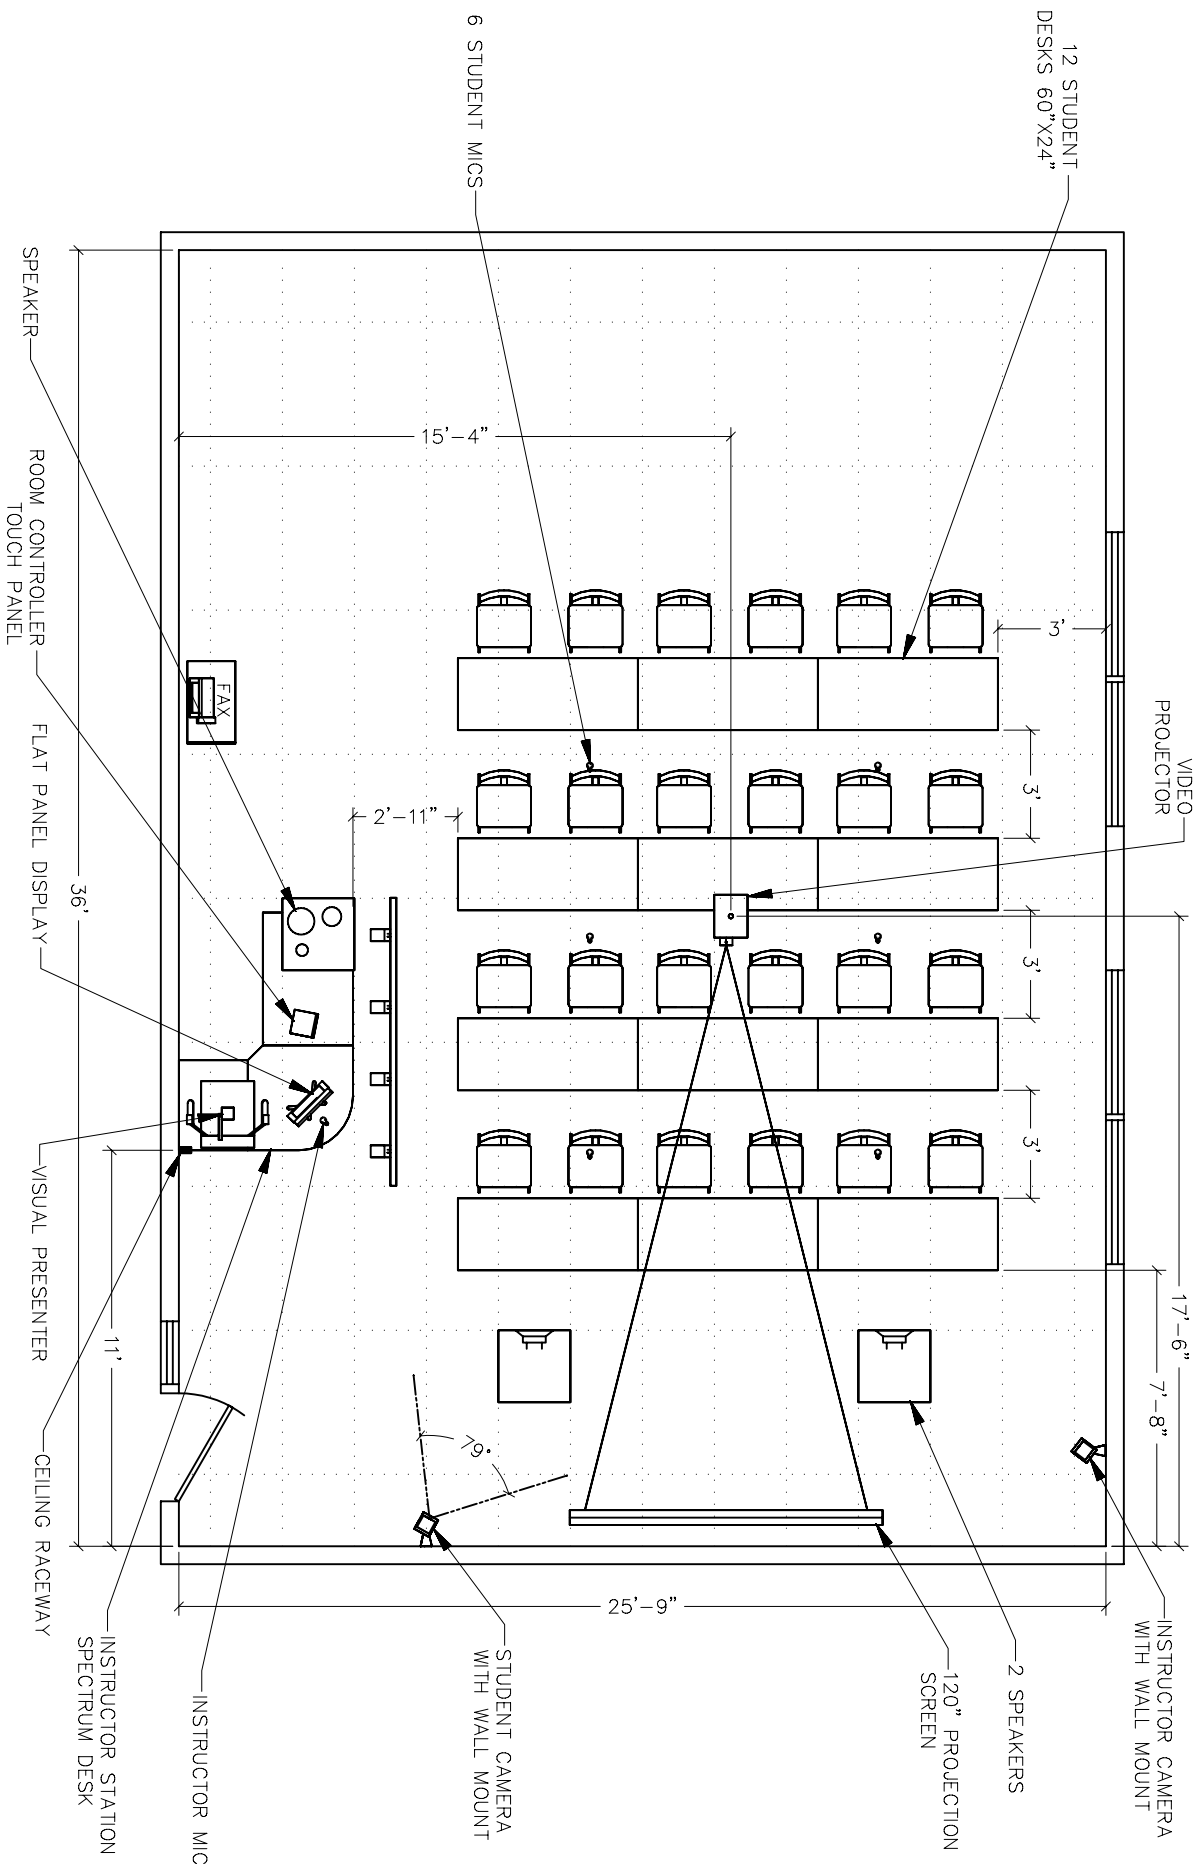 12 STUDENT
DESKS 60"X24"
6 STUDENT MICS
VIDEO
PROJECTOR
INSTRUCTOR CAMERA
WITH WALL MOUNT
2 SPEAKERS
120" PROJECTION
SCREEN
STUDENT CAMERA
WITH WALL MOUNT
INSTRUCTOR MIC
INSTRUCTOR STATION
SPECTRUM DESK
CEILING RACEWAY
VISUAL PRESENTER
FLAT PANEL DISPLAY
ROOM CONTROLLER
TOUCH PANEL
SPEAKER
FAX
15'-4"
3'
3'
3'
3'
2'-11"
36'
11'
17'-6"
7'-8"
79°
25'-9"